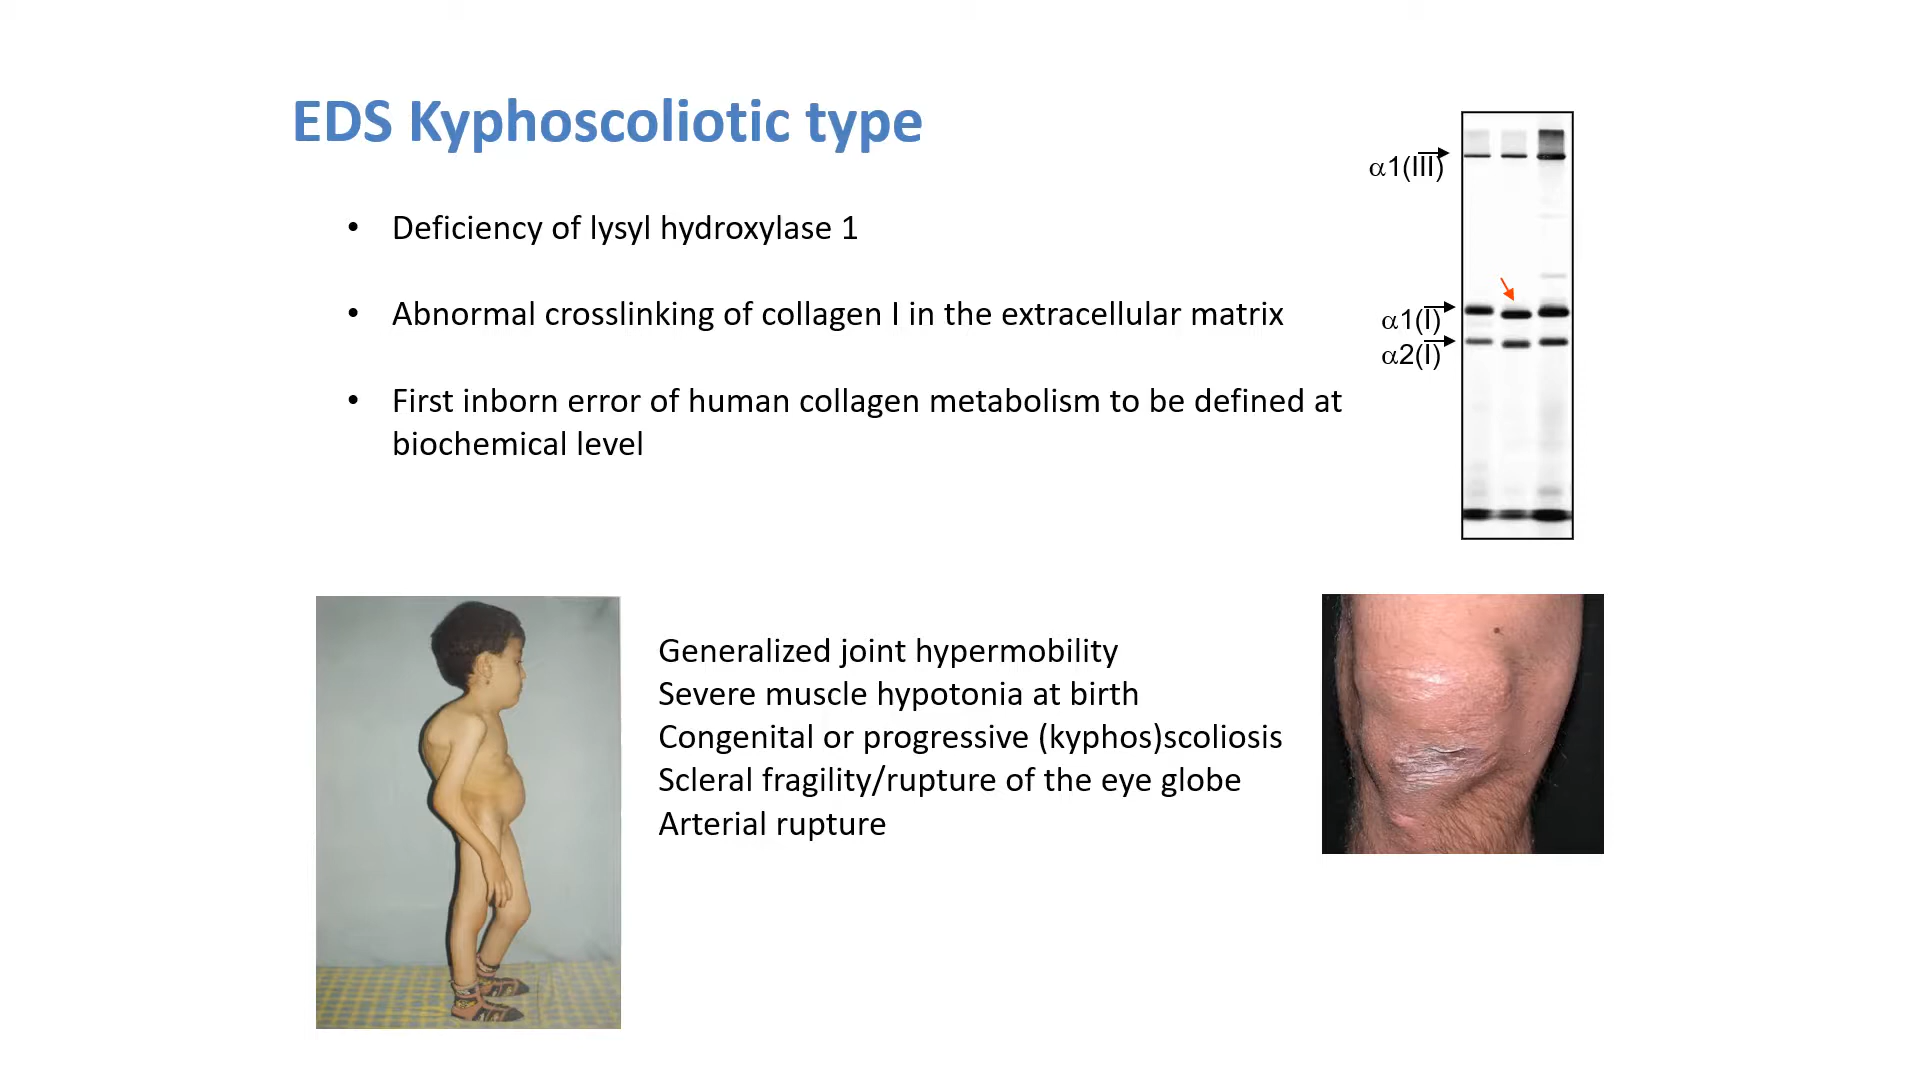 EDS Kyphoscoliotic type
• Deficiency of lysyl hydroxylase 1
• Abnormal crosslinking of collagen I in the extracellular matrix
• First inborn error of human collagen metabolism to be defined at
biochemical level
α1(III)
α1(I)
α2(I)
Generalized joint hypermobility
Severe muscle hypotonia at birth
Congenital or progressive (kyphos)scoliosis
Scleral fragility/rupture of the eye globe
Arterial rupture